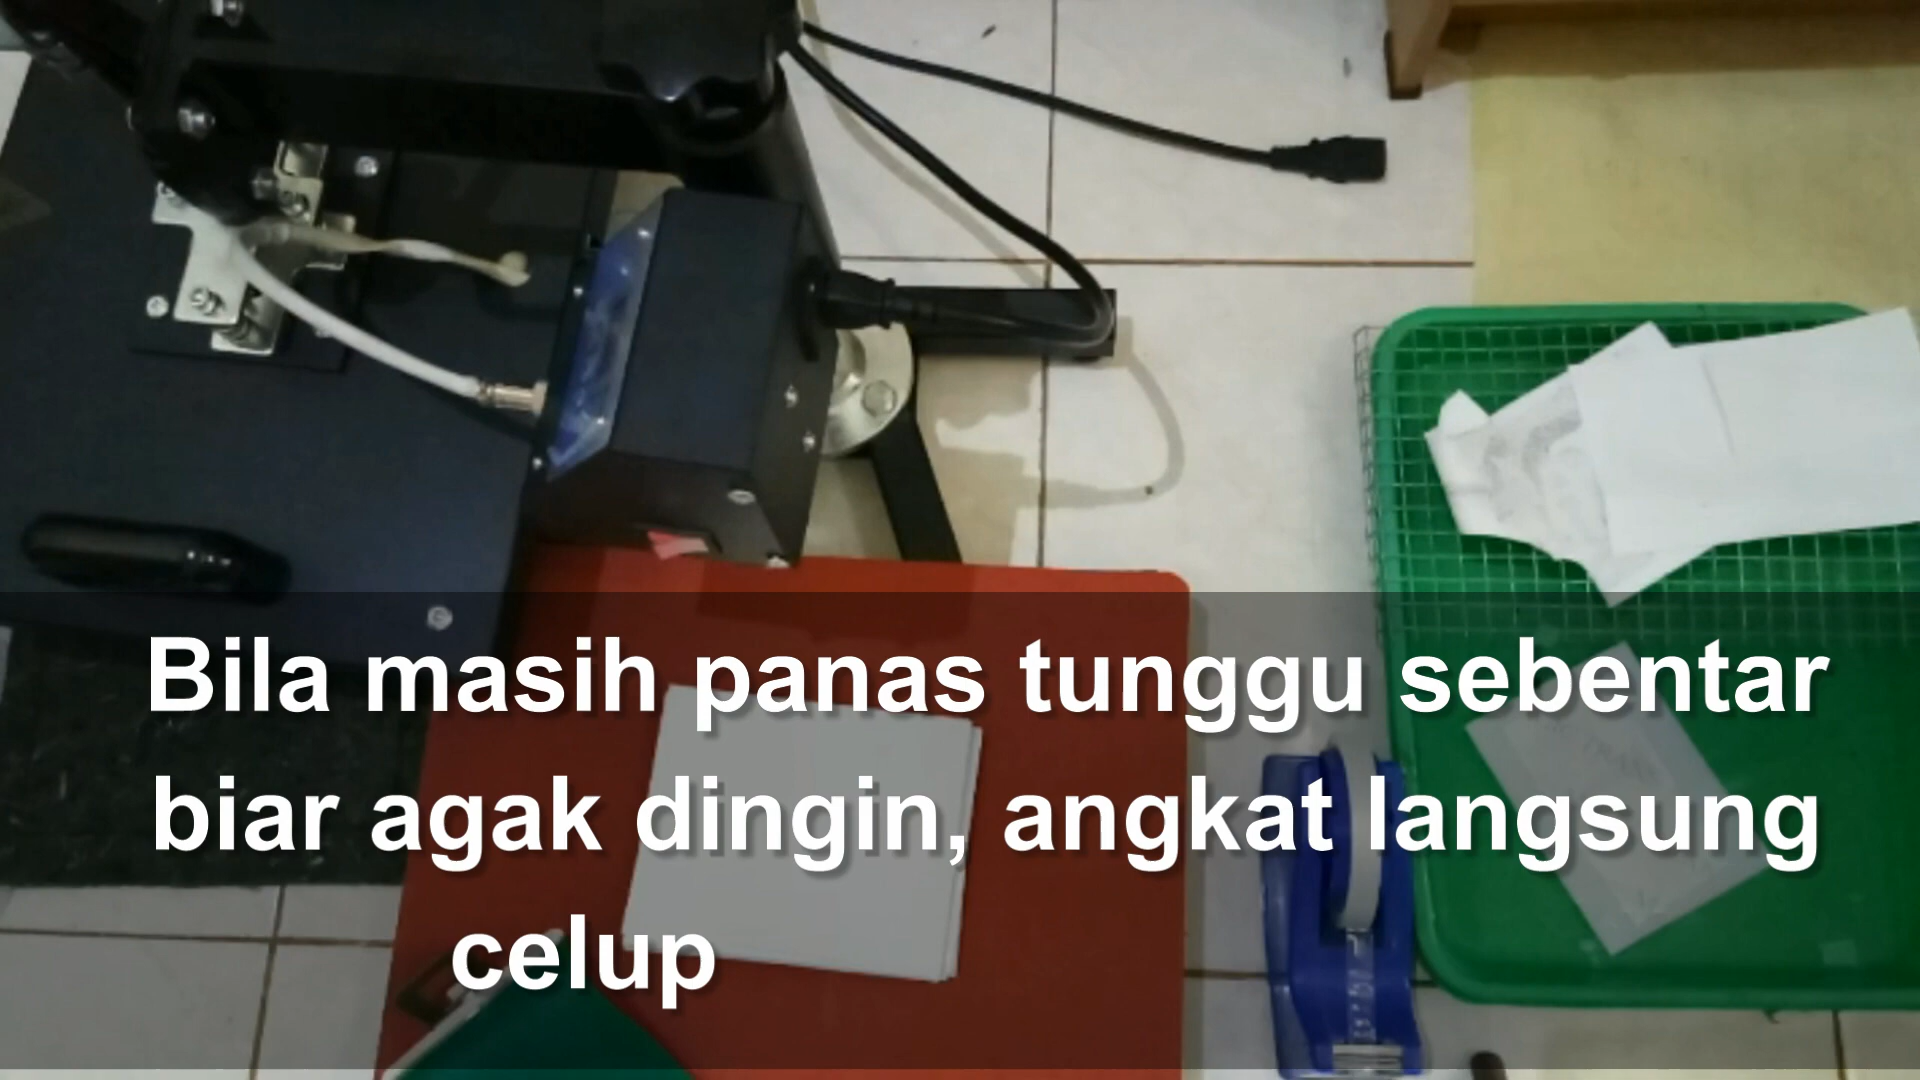 Bila masih panas tunggu sebentar
biar agak dingin, angkat langsung
celup